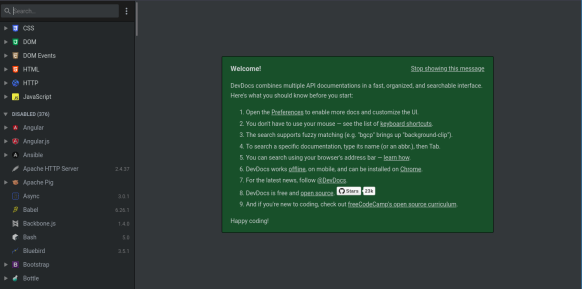 Search...
CSS
DOM
DOM Events
HTML
HTTP
JavaScript
DISABLED (376)
Angular
Angular.js
Ansible
Apache HTTP Server 2.4.37
Apache Pig
Async 3.0.1
Babel 6.26.1
Backbone.js 1.4.0
Bash 5.0
Bluebird 3.5.1
Bootstrap
Bottle
Welcome! Stop showing this message
DevDocs combines multiple API documentations in a fast, organized, and searchable interface.
Here's what you should know before you start:
1. Open the Preferences to enable more docs and customize the UI.
2. You don't have to use your mouse — see the list of keyboard shortcuts.
3. The search supports fuzzy matching (e.g. "bgcp" brings up "background-clip").
4. To search a specific documentation, type its name (or an abbr.), then Tab.
5. You can search using your browser's address bar — learn how.
6. DevDocs works offline, on mobile, and can be installed on Chrome.
7. For the latest news, follow @DevDocs.
8. DevDocs is free and open source. Stars 23k
9. And if you're new to coding, check out freeCodeCamp's open source curriculum.
Happy coding!